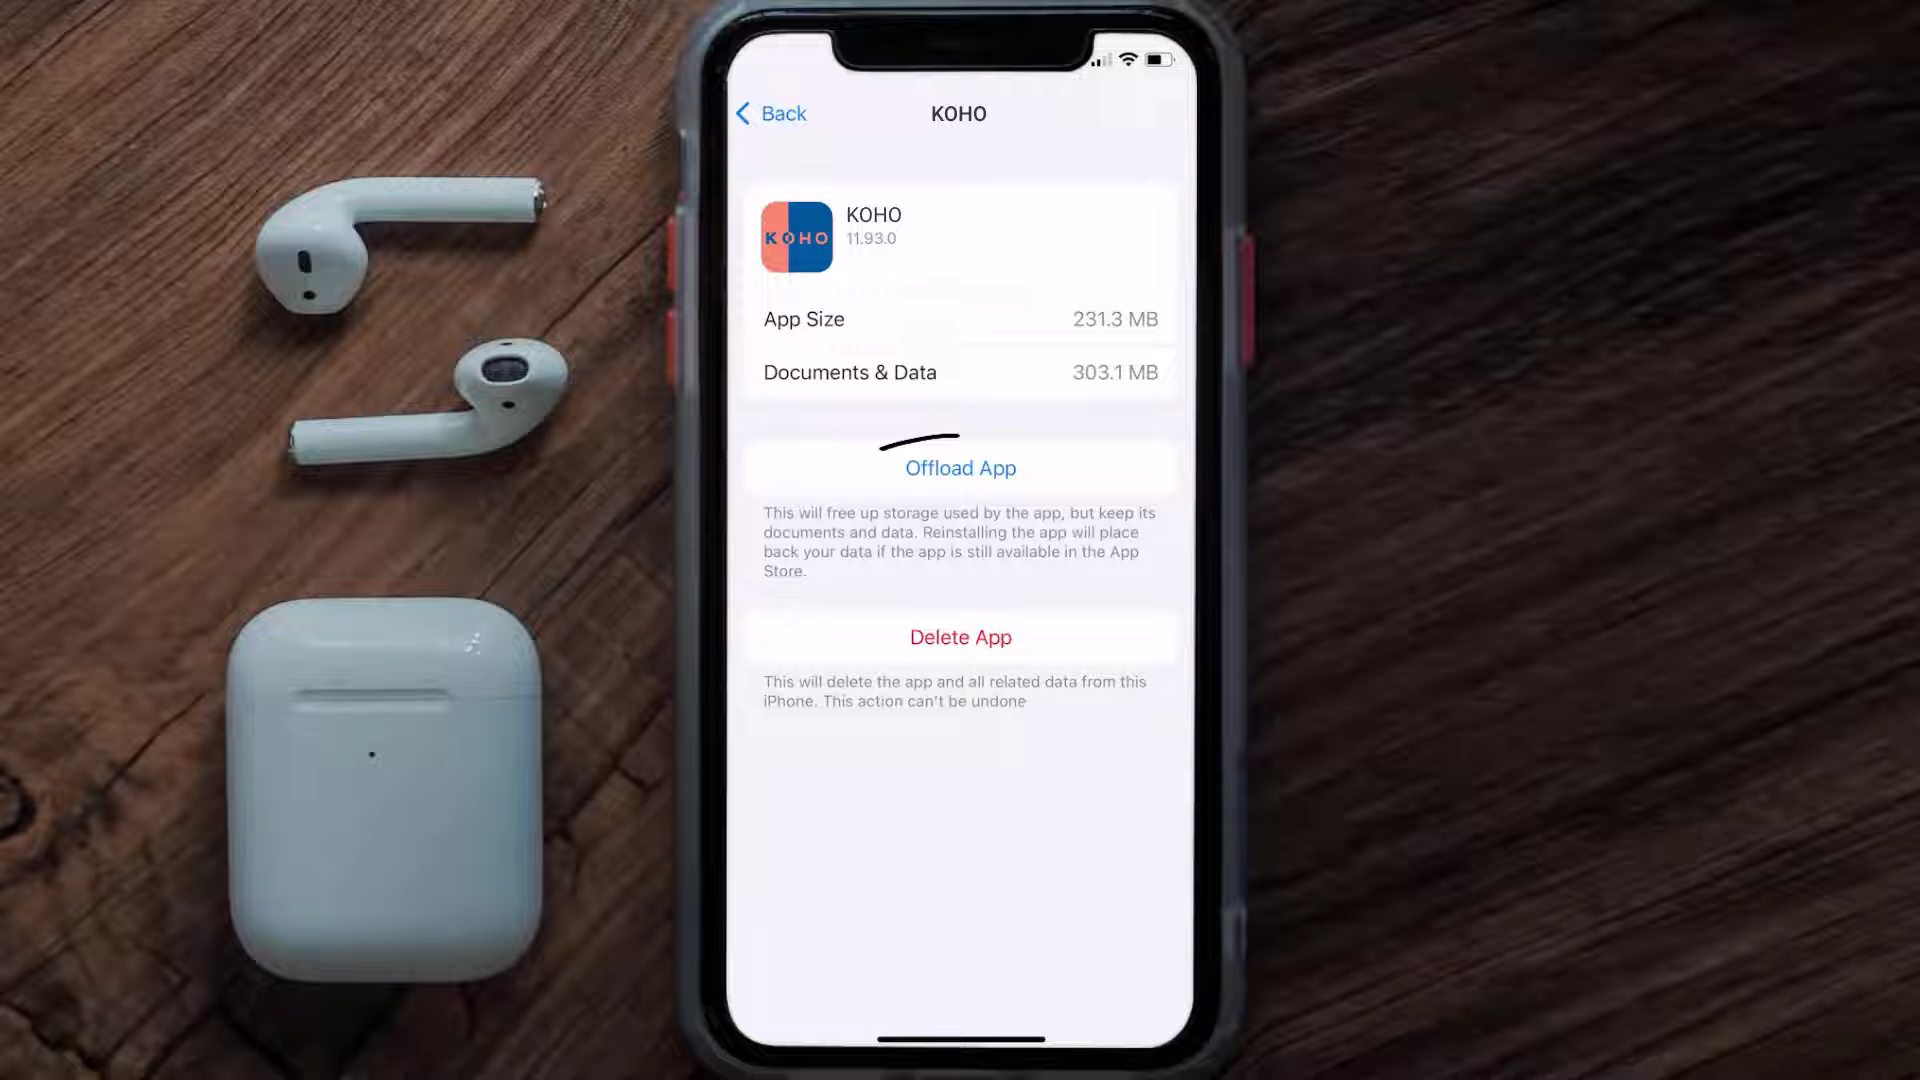 Back
KOHO
KOHO
KOHO
11.93.0
App Size 231.3 MB
Documents & Data 303.1 MB
Offload App
This will free up storage used by the app, but keep its
documents and data. Reinstalling the app will place
back your data if the app is still available in the App
Store.
Delete App
This will delete the app and all related data from this
iPhone. This action can't be undone